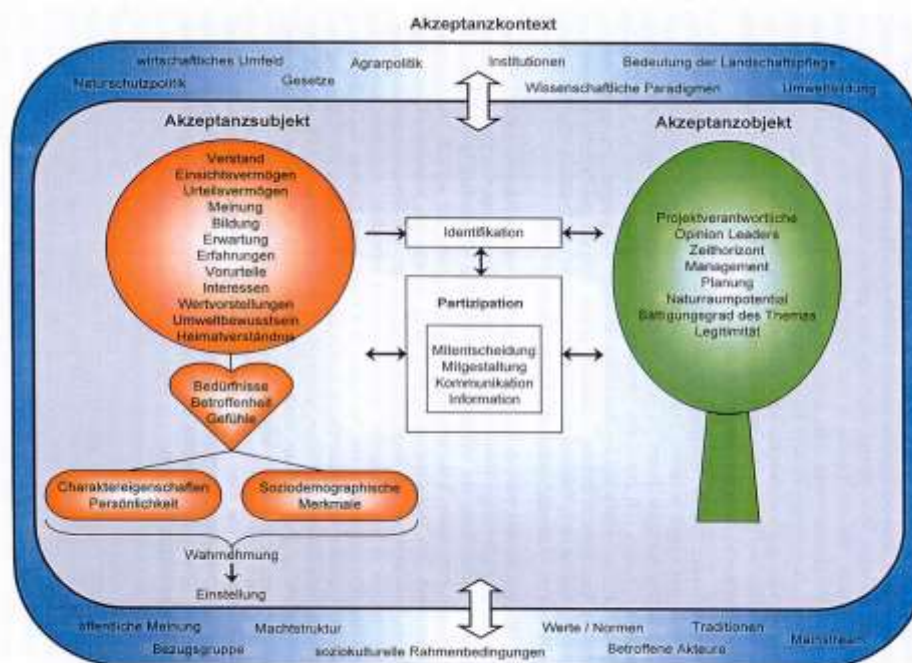 Akzeptanzkontext
wirtschaftliches Umfeld
Agrarpolitik
Institutionen
Bedeutung der Landschaftspflege
Naturschutzpolitik
Gesetze
Wissenschaftliche Paradigmen
Umweltbildung
Akzeptanzsubjekt
Akzeptanzobjekt
Verstand
Einsichtsvermögen
Urteilsvermögen
Meinung
Bildung
Erwartung
Erfahrungen
Vorurteile
Interessen
Wertvorstellungen
Umweltbewusstsein
Heimatverständnis
Identifikation
Partizipation
Mitentscheidung
Mitgestaltung
Kommunikation
Information
Projektverantwortliche
Opinion Leaders
Zeithorizont
Management
Planung
Naturraumpotential
Sättigungsgrad des Themas
Legitimität
Bedürfnisse
Betroffenheit
Gefühle
Charaktereigenschaften
Persönlichkeit
Soziodemographische
Merkmale
Wahrnehmung
Einstellung
öffentliche Meinung
Machtstruktur
Werte / Normen
Traditionen
Mainstream
Bezugsgruppe
soziokulturelle Rahmenbedingungen
Betroffene Akteure